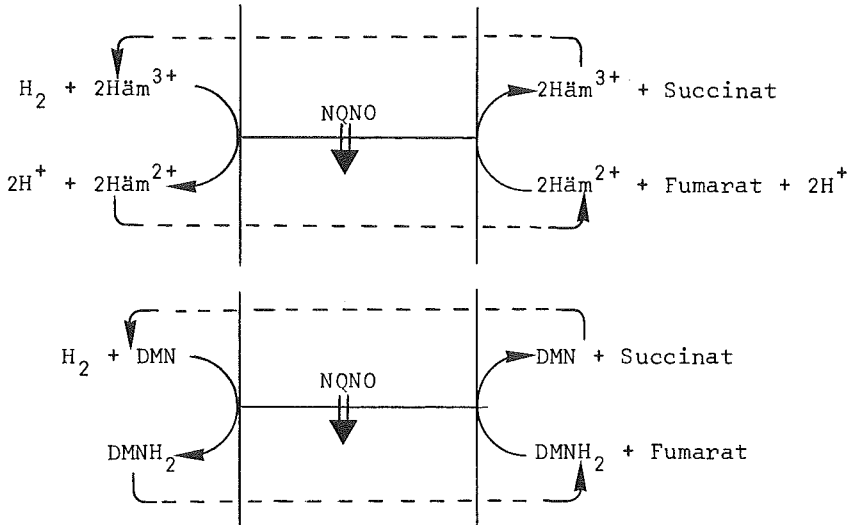 H₂ + 2Häm³⁺ 2Häm³⁺ + Succinat
NQNO
2H⁺ + 2Häm²⁺ 2Häm²⁺ + Fumarat + 2H⁺
H₂ + DMN DMN + Succinat
NQNO
DMNH₂ DMNH₂ + Fumarat